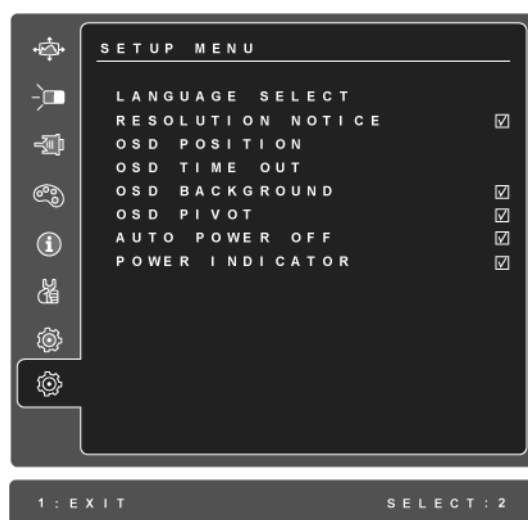 SETUP MENU
LANGUAGE SELECT
RESOLUTION NOTICE
OSD POSITION
OSD TIME OUT
OSD BACKGROUND
OSD PIVOT
AUTO POWER OFF
POWER INDICATOR
1:EXIT SELECT:2